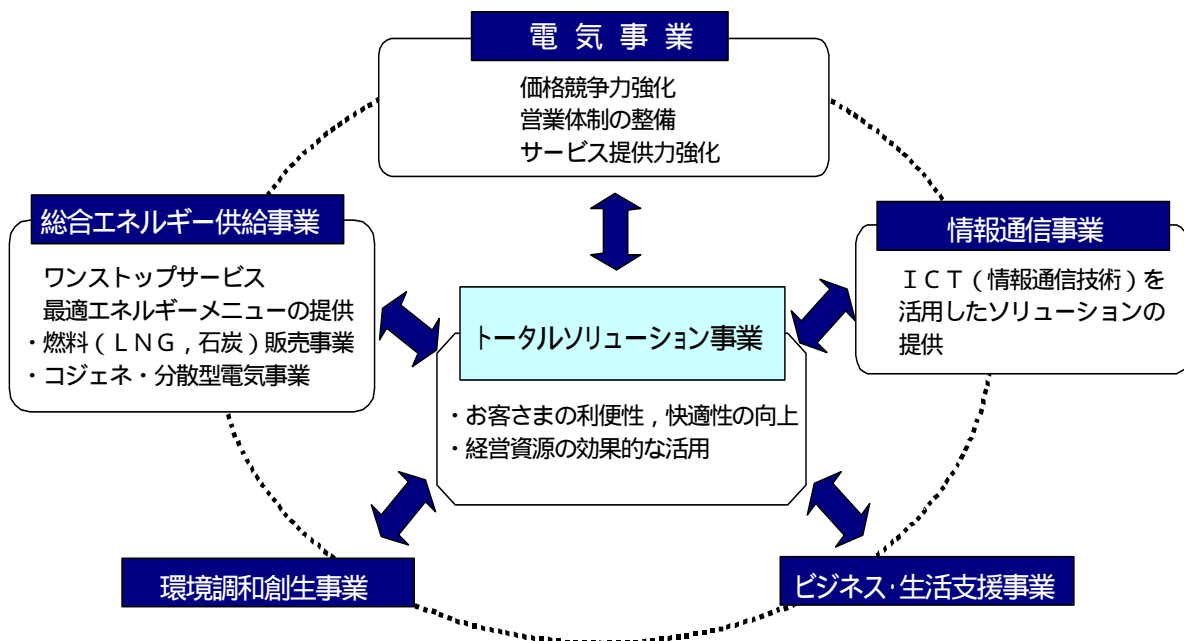 電気事業
価格競争力強化
営業体制の整備
サービス提供力強化
総合エネルギー供給事業
ワンストップサービス
最適エネルギーメニューの提供
・燃料（ＬＮＧ，石炭）販売事業
・コジェネ・分散型電気事業
情報通信事業
ＩＣＴ（情報通信技術）を
活用したソリューションの
提供
トータルソリューション事業
・お客さまの利便性，快適性の向上
・経営資源の効果的な活用
環境調和創生事業
ビジネス・生活支援事業